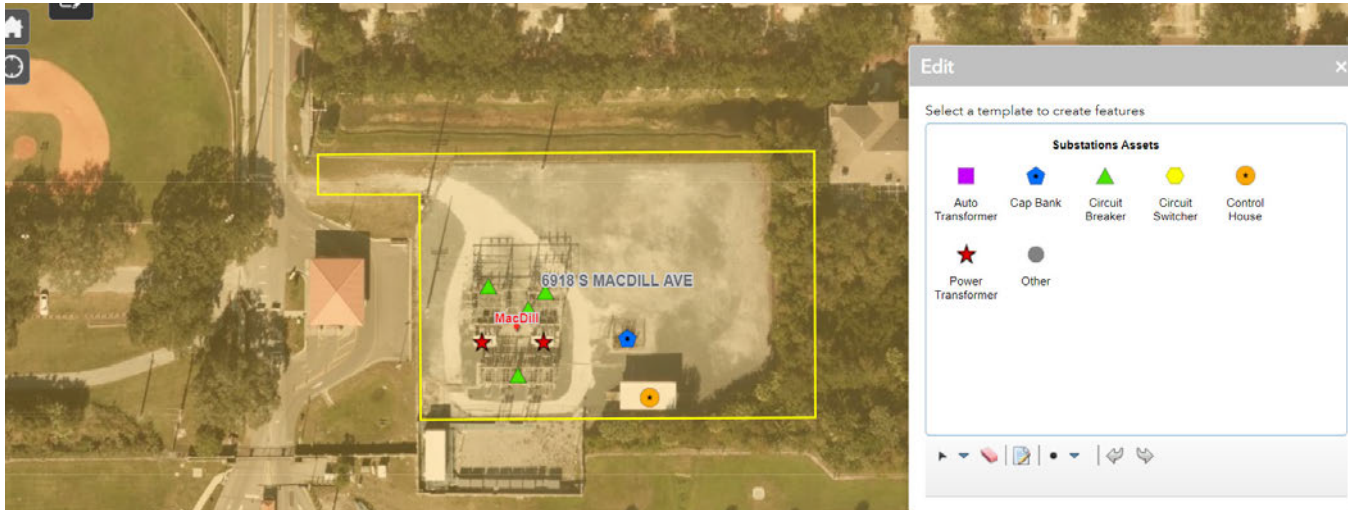 Edit
×
Select a template to create features
Substations Assets
Auto
Transformer
Cap Bank
Circuit
Breaker
Circuit
Switcher
Control
House
Power
Transformer
Other
6918 S MACDILL AVE
MacDill